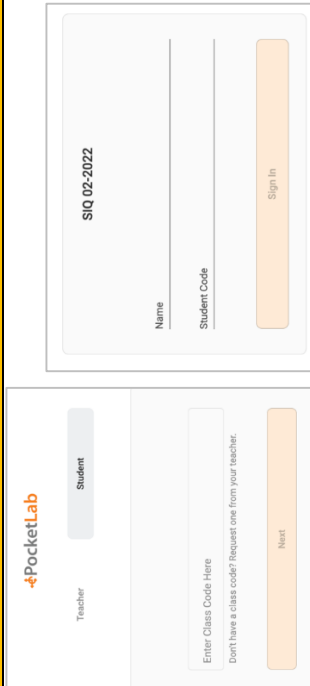 PocketLab
Teacher
Student
Enter Class Code Here
Don't have a class code? Request one from your teacher.
Next
SIQ 02-2022
Name
Student Code
Sign In